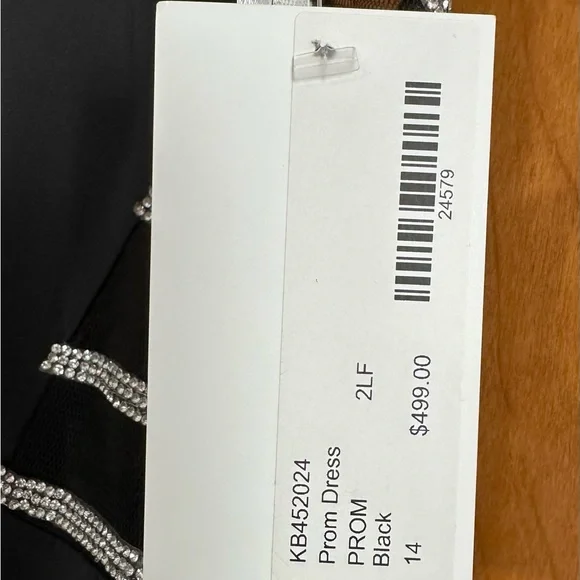 KB452024
Prom Dress
PROM 2LF
Black
14 $499.00
24579